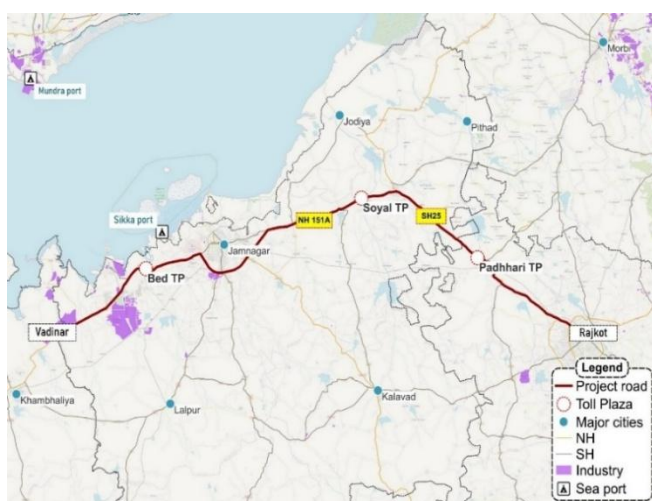 Morbi
Mundra port
Jodiya
Pithad
Soyal TP
NH 151A
SH25
Sikka port
Jamnagar
Bed TP
Padhhari TP
Vadinar
Rajkot
Khambhaliya
Lalpur
Kalavad
Legend
Project road
Toll Plaza
Major cities
NH
SH
Industry
Sea port